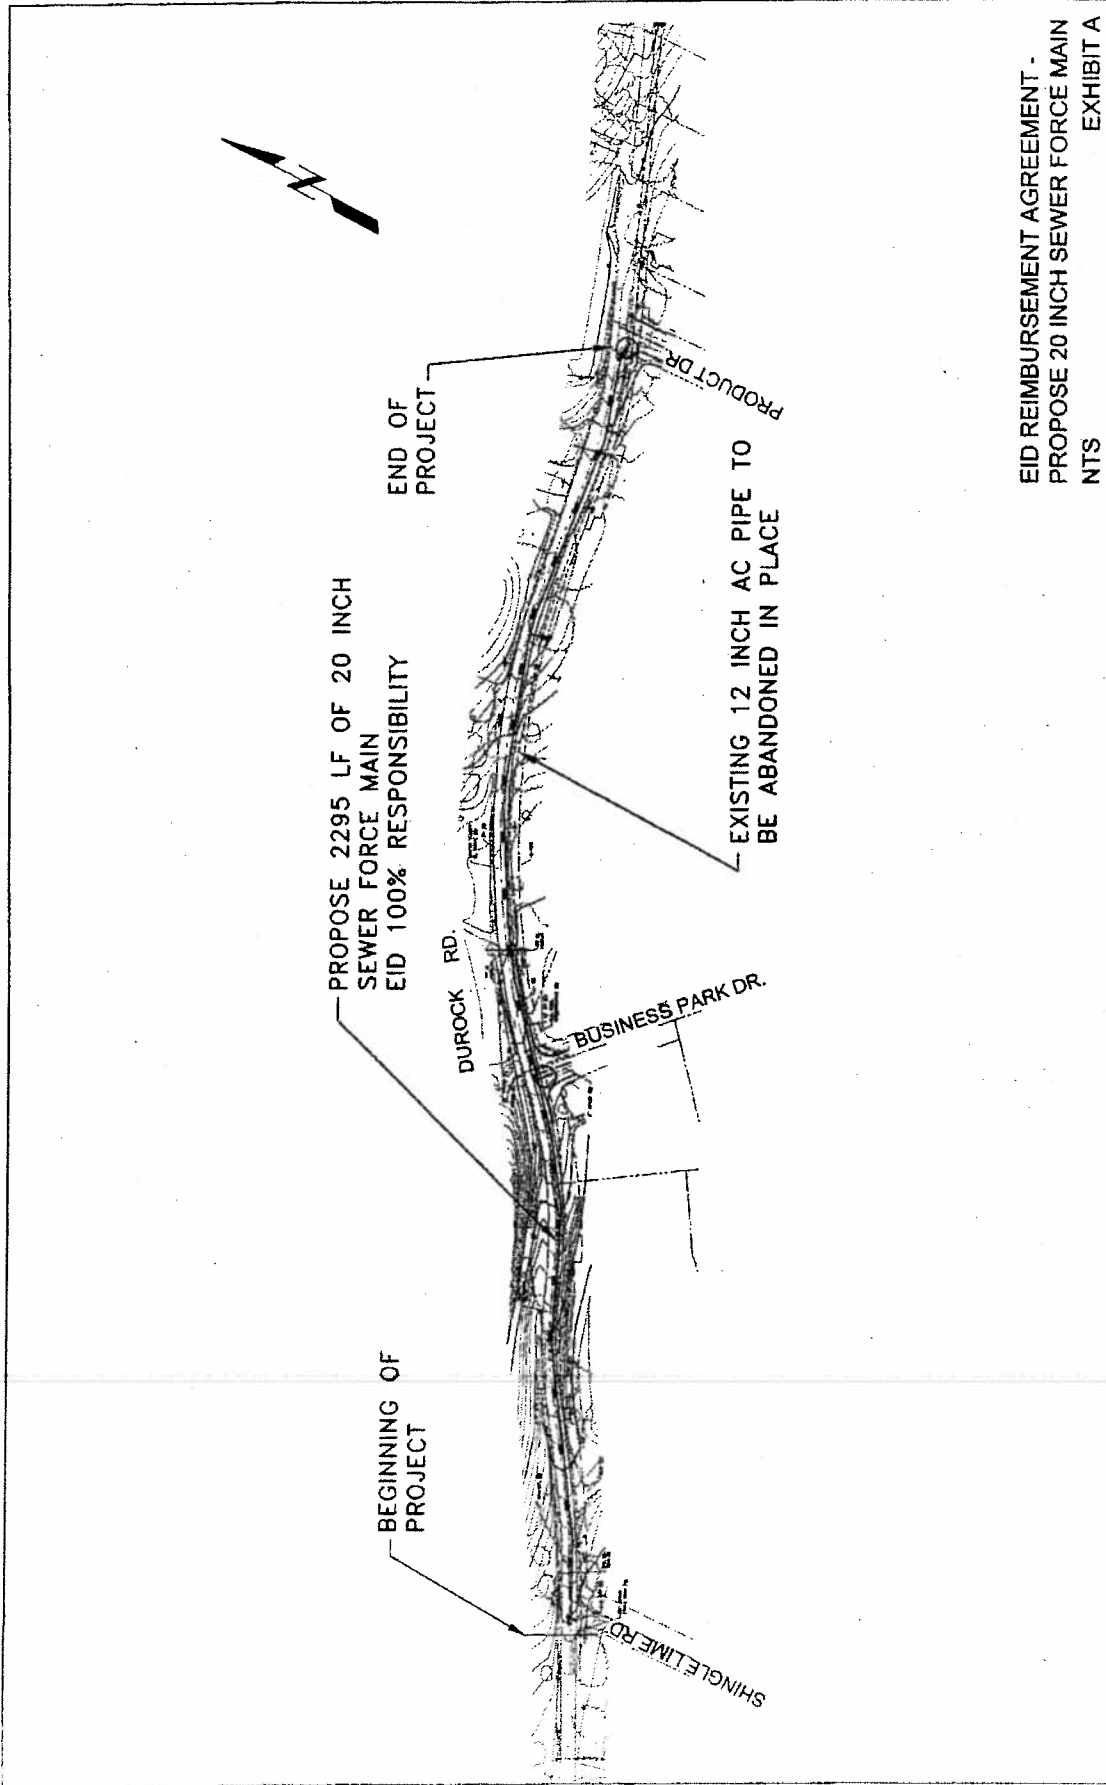 BEGINNING OF
PROJECT
PROPOSE 2295 LF OF 20 INCH
SEWER FORCE MAIN
EID 100% RESPONSIBILITY
END OF
PROJECT
DUROCK RD.
BUSINESS PARK DR.
PRODUCT DR.
SHINGLE LIME RD
EXISTING 12 INCH AC PIPE TO
BE ABANDONED IN PLACE
EID REIMBURSEMENT AGREEMENT -
PROPOSE 20 INCH SEWER FORCE MAIN
NTS EXHIBIT A